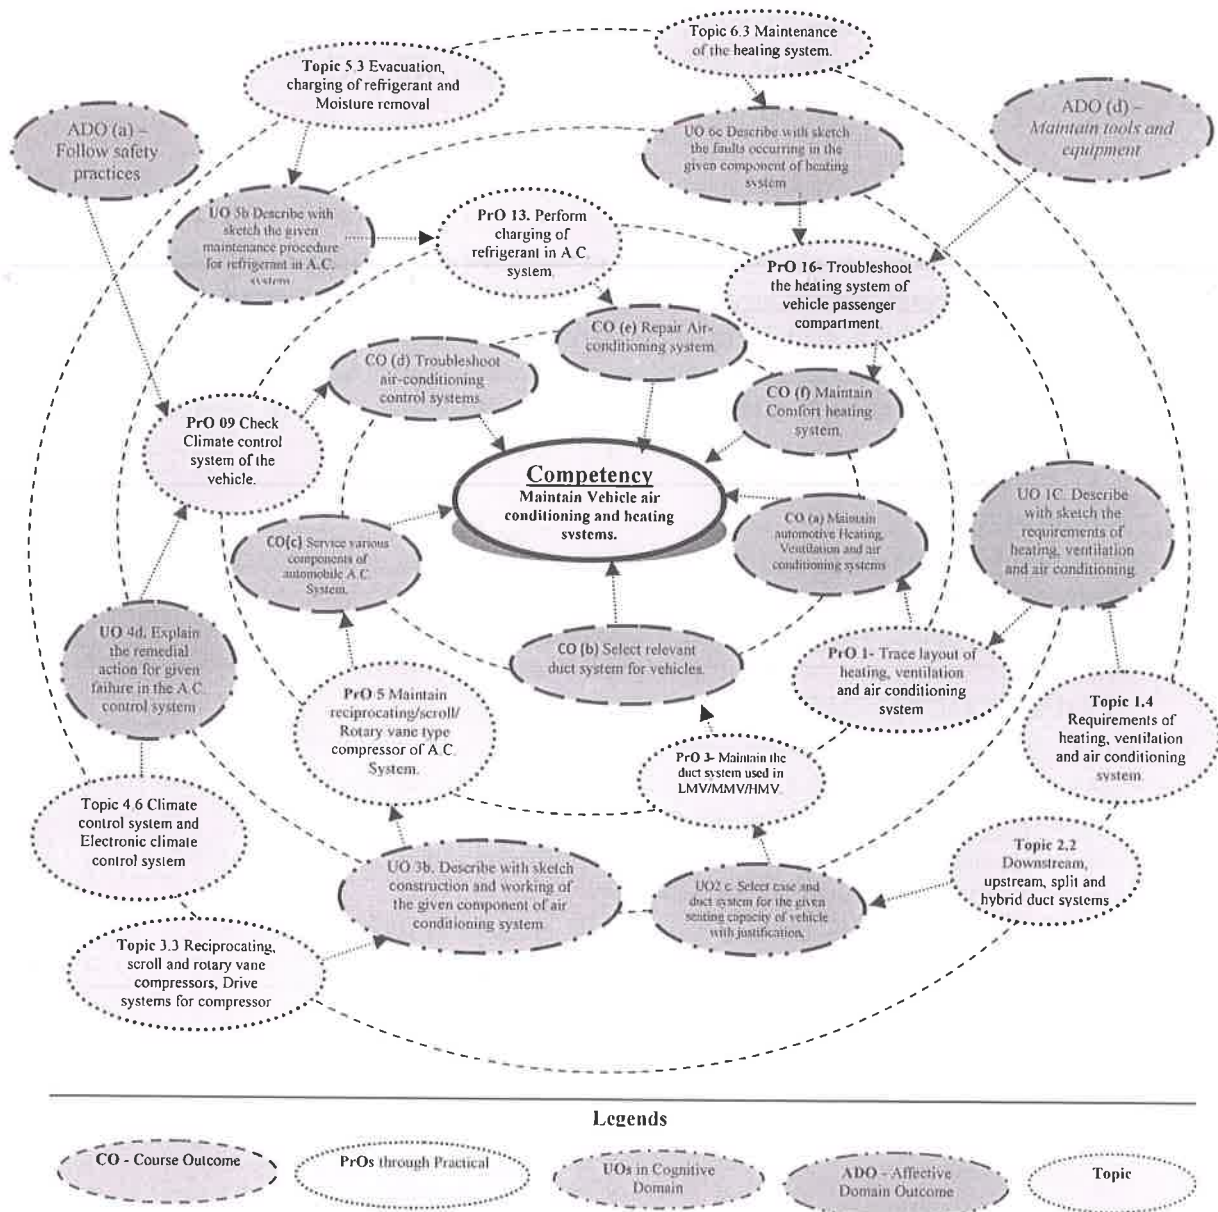 Topic 6.3 Maintenance
of the heating system.
Topic 5.3 Evacuation,
charging of refrigerant and
Moisture removal
ADO (a) –
Follow safety
practices
ADO (d) –
Maintain tools and
equipment
UO 6c Describe with sketch
the faults occurring in the
given component of heating
system
UO 5b Describe with
sketch the given
maintenance procedure
for refrigerant in A.C.
system
PrO 13. Perform
charging of
refrigerant in A.C.
system.
PrO 16- Troubleshoot
the heating system of
vehicle passenger
compartment.
CO (e) Repair Air-
conditioning system.
CO (d) Troubleshoot
air-conditioning
control systems.
CO (f) Maintain
Comfort heating
system.
PrO 09 Check
Climate control
system of the
vehicle.
Competency
Maintain Vehicle air
conditioning and heating
systems.
UO 1C. Describe
with sketch the
requirements of
heating, ventilation
and air conditioning
CO (a) Maintain
automotive Heating,
Ventilation and air
conditioning systems
CO(c) Service various
components of
automobile A.C.
System.
UO 4d. Explain
the remedial
action for given
failure in the A.C.
control system
CO (b) Select relevant
duct system for vehicles.
PrO 1- Trace layout of
heating, ventilation
and air conditioning
system
PrO 5 Maintain
reciprocating/scroll/
Rotary vane type
compressor of A.C.
System.
Topic 1.4
Requirements of
heating, ventilation
and air conditioning
system.
PrO 3- Maintain the
duct system used in
LMV/MMV/HMV.
Topic 4.6 Climate
control system and
Electronic climate
control system
Topic 2.2
Downstream,
upstream, split and
hybrid duct systems
UO 3b. Describe with sketch
construction and working of
the given component of air
conditioning system.
UO2 c. Select case and
duct system for the given
seating capacity of vehicle
with justification.
Topic 3.3 Reciprocating,
scroll and rotary vane
compressors, Drive
systems for compressor
Legends
CO - Course Outcome
PrOs through Practical
UOs in Cognitive
Domain
ADO - Affective
Domain Outcome
Topic